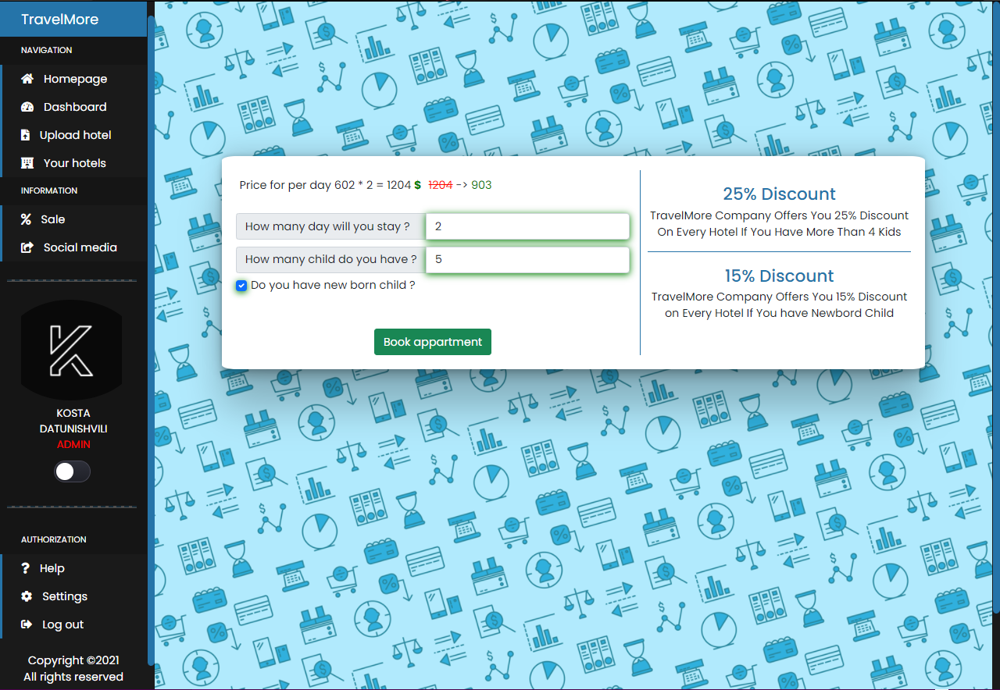 TravelMore
NAVIGATION
Homepage
Dashboard
Upload hotel
Your hotels
INFORMATION
Sale
Social media
KOSTA
DATUNISHVILI
ADMIN
AUTHORIZATION
Help
Settings
Log out
Copyright ©2021
All rights reserved
Price for per day 602 * 2 = 1204 $ 1204 -> 903
How many day will you stay ? 2
How many child do you have ? 5
Do you have new born child ?
Book appartment
25% Discount
TravelMore Company Offers You 25% Discount
On Every Hotel If You Have More Than 4 Kids
15% Discount
TravelMore Company Offers You 15% Discount
on Every Hotel If You have Newbord Child